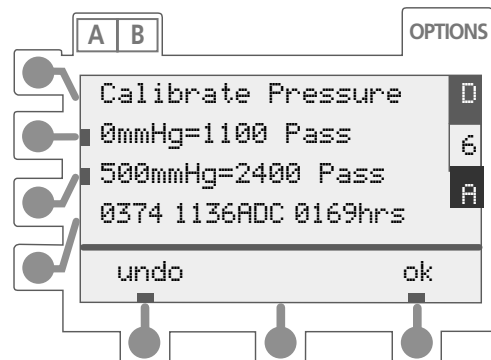 A B
OPTIONS
Calibrate Pressure D
0mmHg=1100 Pass 6
500mmHg=2400 Pass A
0374 1136ADC 0169hrs
undo ok